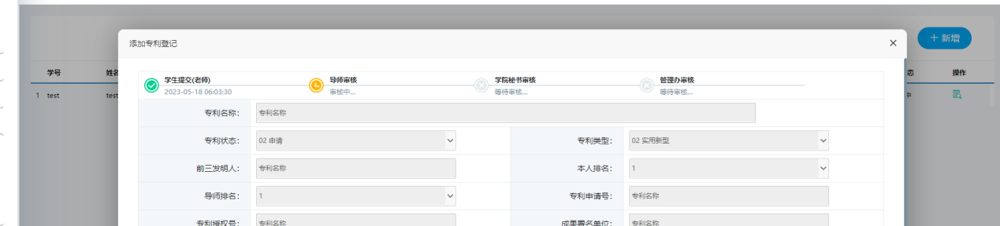 添加专利登记
×
+ 新增
学号
姓名
态
操作
1 test
test
中
学生提交(老师)
2023-05-18 06:03:30
导师审核
审核中...
学院秘书审核
等待审核...
管理办审核
等待审核...
专利名称: 专利名称
专利状态: 02 申请
专利类型: 02 实用新型
前三发明人: 专利名称
本人排名: 1
导师排名: 1
专利申请号: 专利名称
专利授权号: 专利名称
成果署名单位: 专利名称